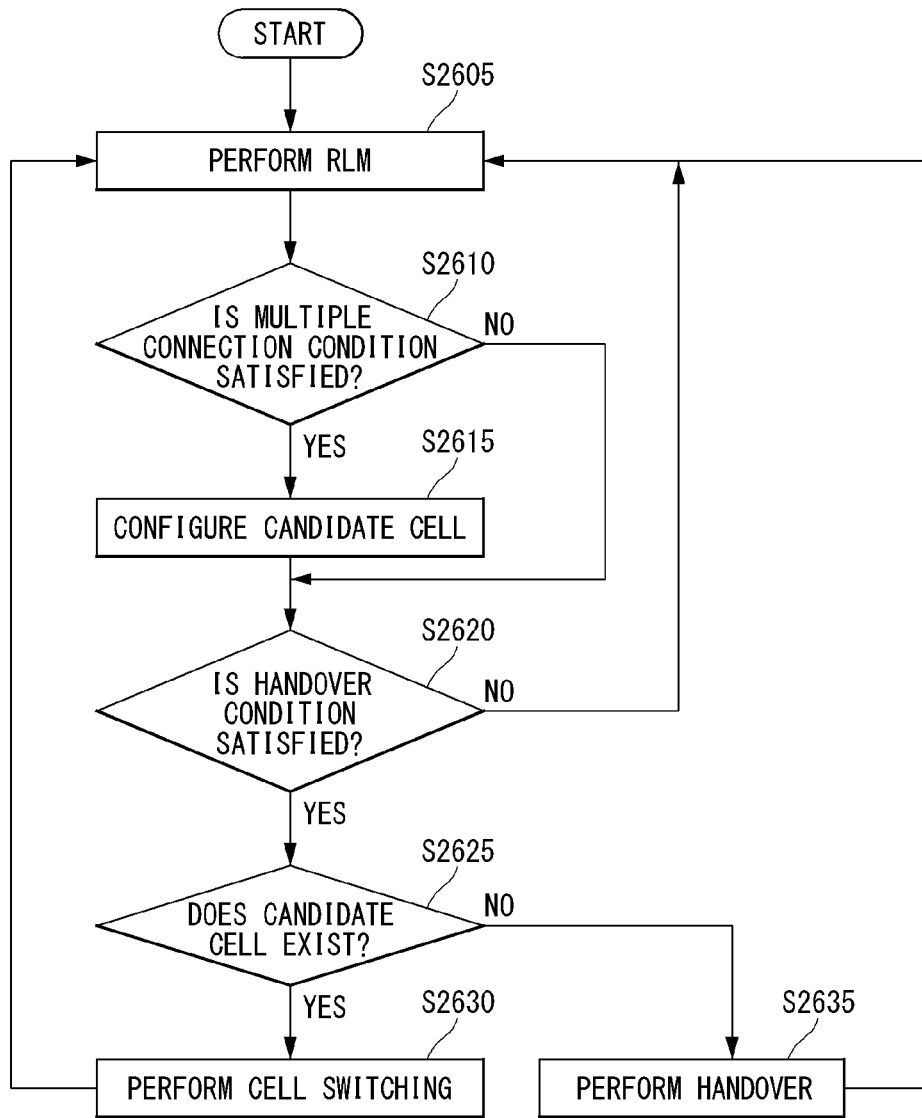 START
S2605
PERFORM RLM
S2610
IS MULTIPLE
CONNECTION CONDITION
SATISFIED?
NO
YES
S2615
CONFIGURE CANDIDATE CELL
S2620
IS HANDOVER
CONDITION
SATISFIED?
NO
YES
S2625
DOES CANDIDATE
CELL EXIST?
NO
YES
S2630
PERFORM CELL SWITCHING
S2635
PERFORM HANDOVER